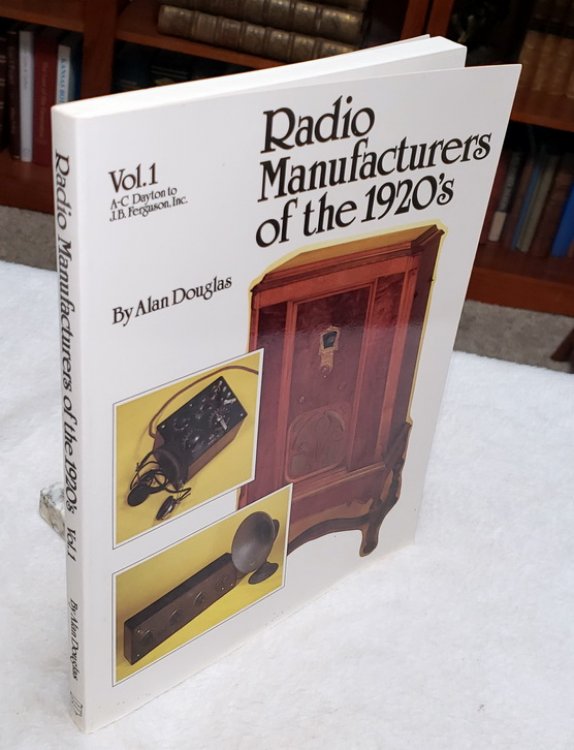 Radio
Manufacturers
of the 1920's
Vol.1
A-C Dayton to
J.B. Ferguson, Inc.
By Alan Douglas
Radio Manufacturers of the 1920's Vol.1 By Alan Douglas